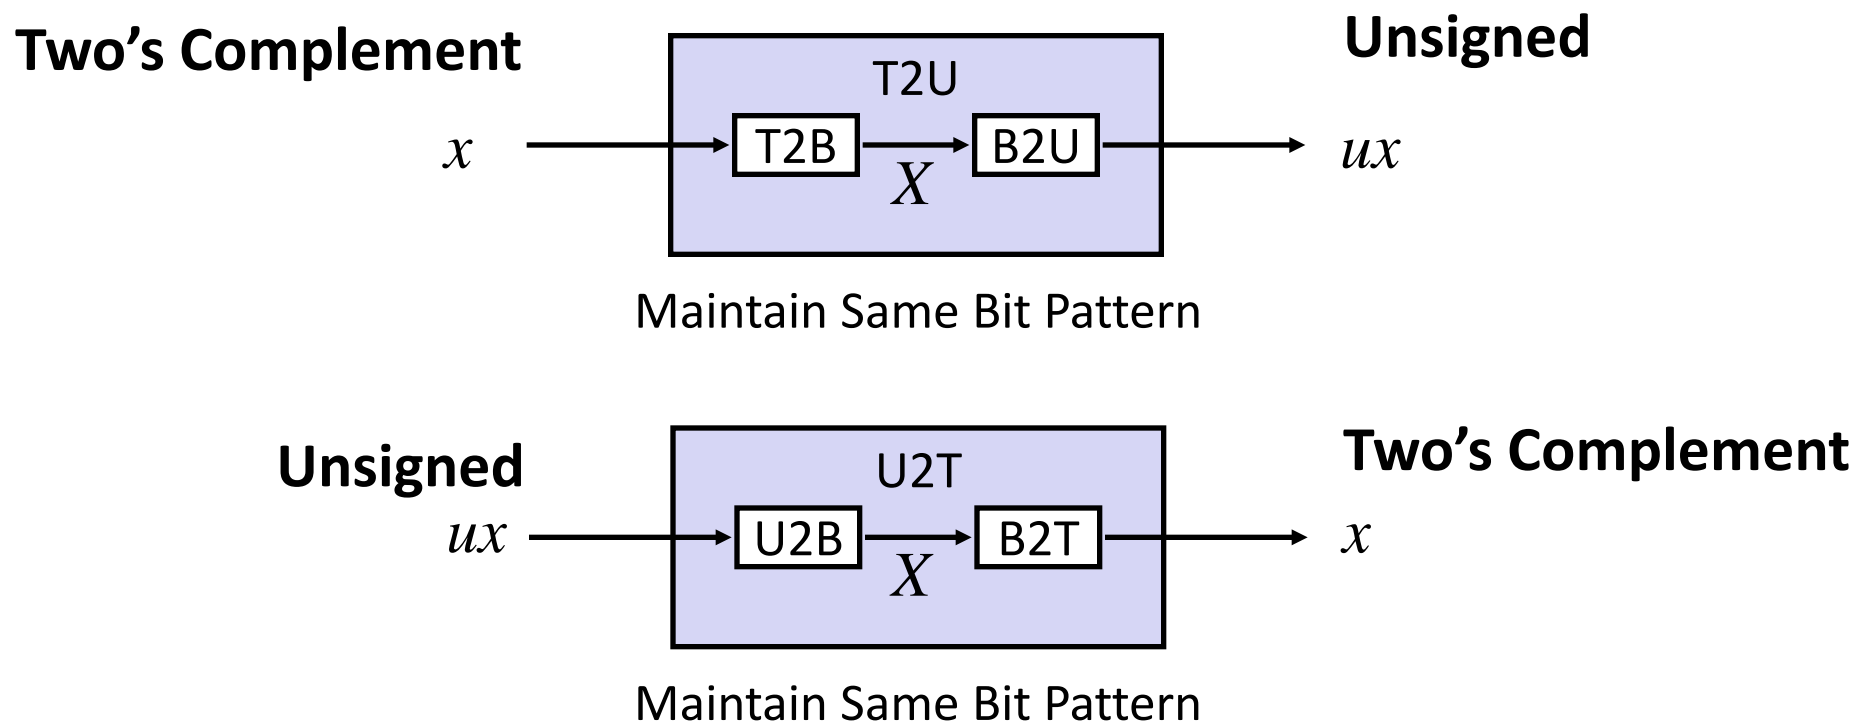 Two’s Complement
Unsigned
T2U
x
T2B
B2U
ux
X
Maintain Same Bit Pattern
Unsigned
Two’s Complement
U2T
ux
U2B
B2T
x
X
Maintain Same Bit Pattern